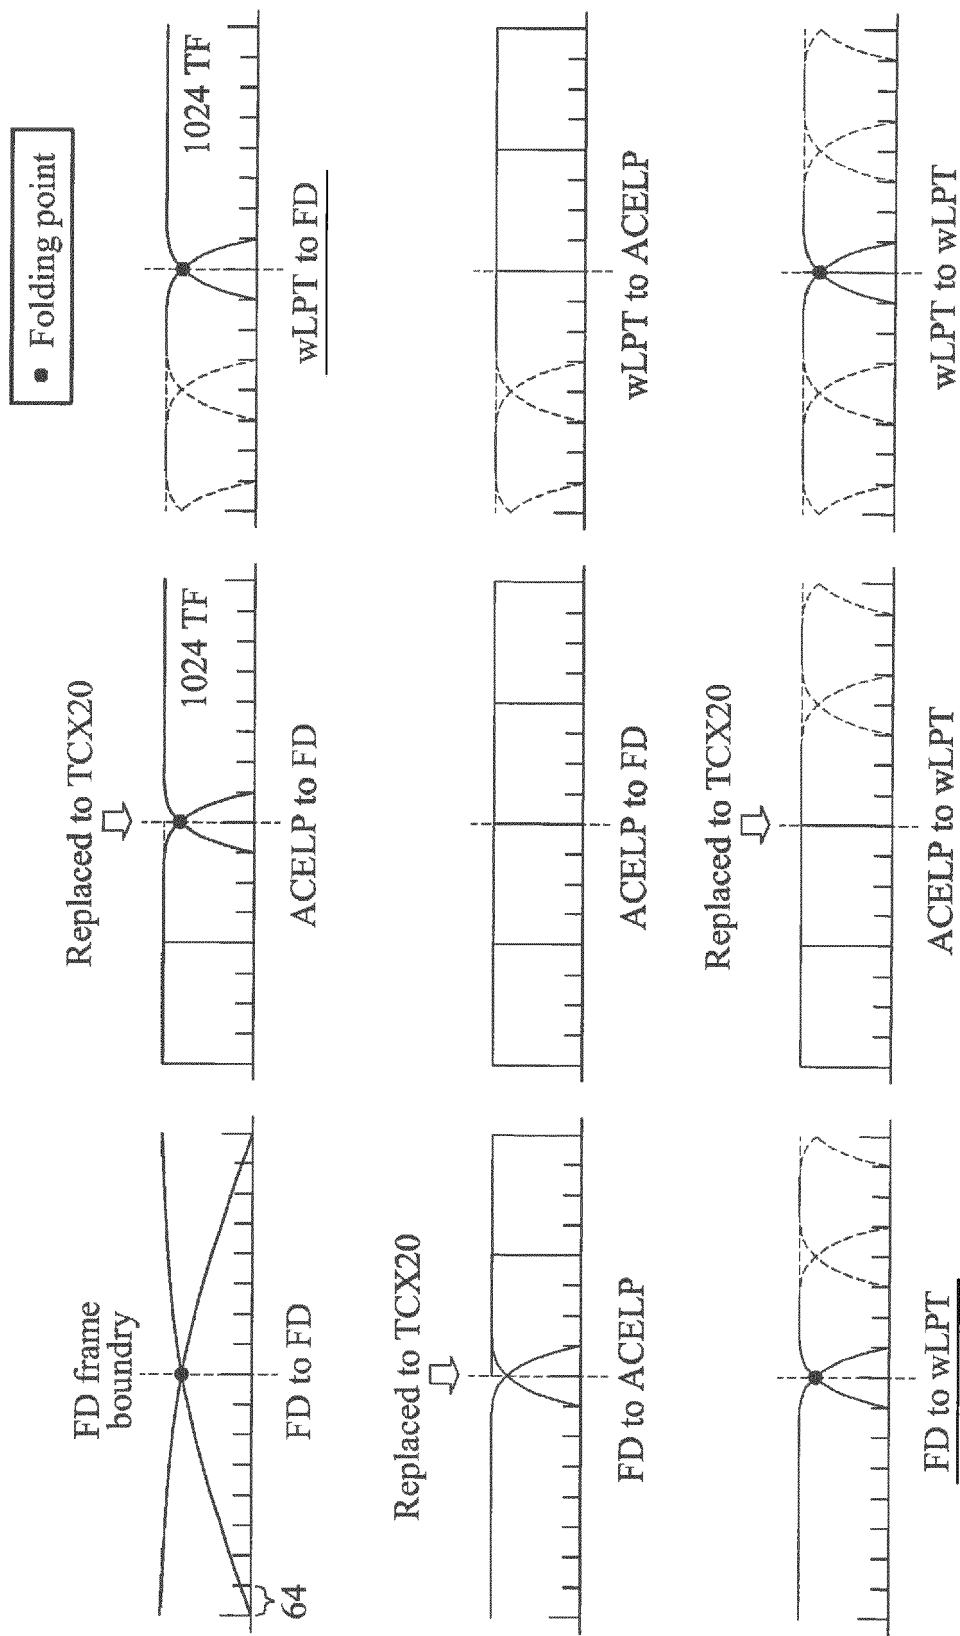 ● Folding point
FD frame
boundry
64
FD to FD
Replaced to TCX20
1024 TF
ACELP to FD
1024 TF
wLPT to FD
Replaced to TCX20
FD to ACELP
ACELP to FD
wLPT to ACELP
FD to wLPT
Replaced to TCX20
ACELP to wLPT
wLPT to wLPT